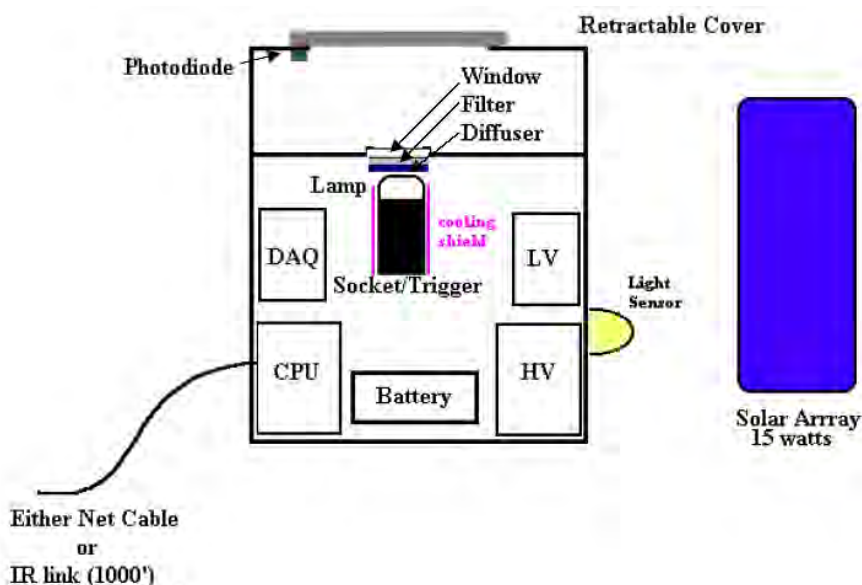 Retractable Cover
Photodiode
Window
Filter
Diffuser
Lamp
cooling
shield
DAQ
LV
Socket/Trigger
Light
Sensor
CPU
HV
Battery
Solar Arrray
15 watts
Either Net Cable
or
IR link (1000')